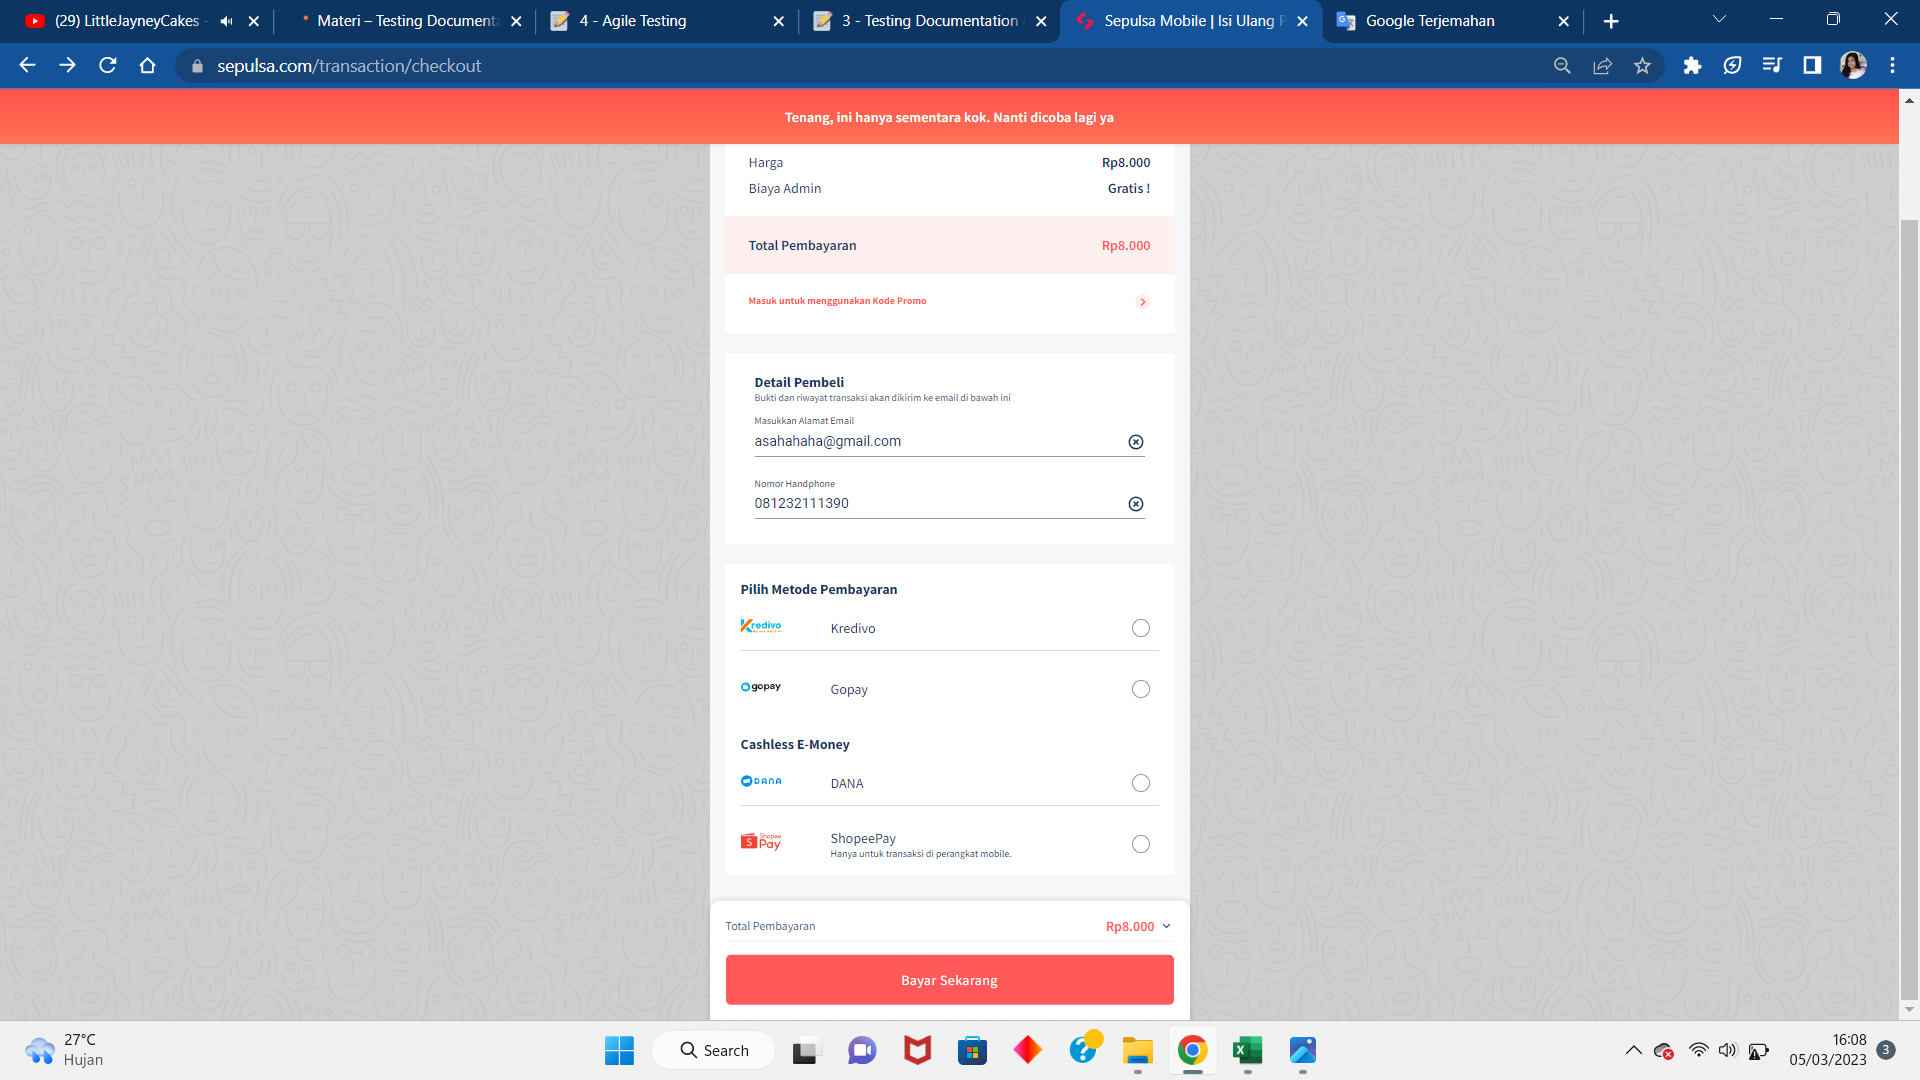 (29) LittleJayneyCakes -
Materi – Testing Documenta
4 - Agile Testing
3 - Testing Documentation
Sepulsa Mobile | Isi Ulang P
Google Terjemahan
sepulsa.com/transaction/checkout
Tenang, ini hanya sementara kok. Nanti dicoba lagi ya
Harga Rp8.000
Biaya Admin Gratis !
Total Pembayaran Rp8.000
Masuk untuk menggunakan Kode Promo
Detail Pembeli
Bukti dan riwayat transaksi akan dikirim ke email di bawah ini
Masukkan Alamat Email
asahahaha@gmail.com
Nomor Handphone
081232111390
Pilih Metode Pembayaran
Kredivo Kredivo
gopay Gopay
Cashless E-Money
DANA DANA
Shopee Pay ShopeePay
Hanya untuk transaksi di perangkat mobile.
Total Pembayaran Rp8.000
Bayar Sekarang
27°C
Hujan
Search
16:08
05/03/2023
3